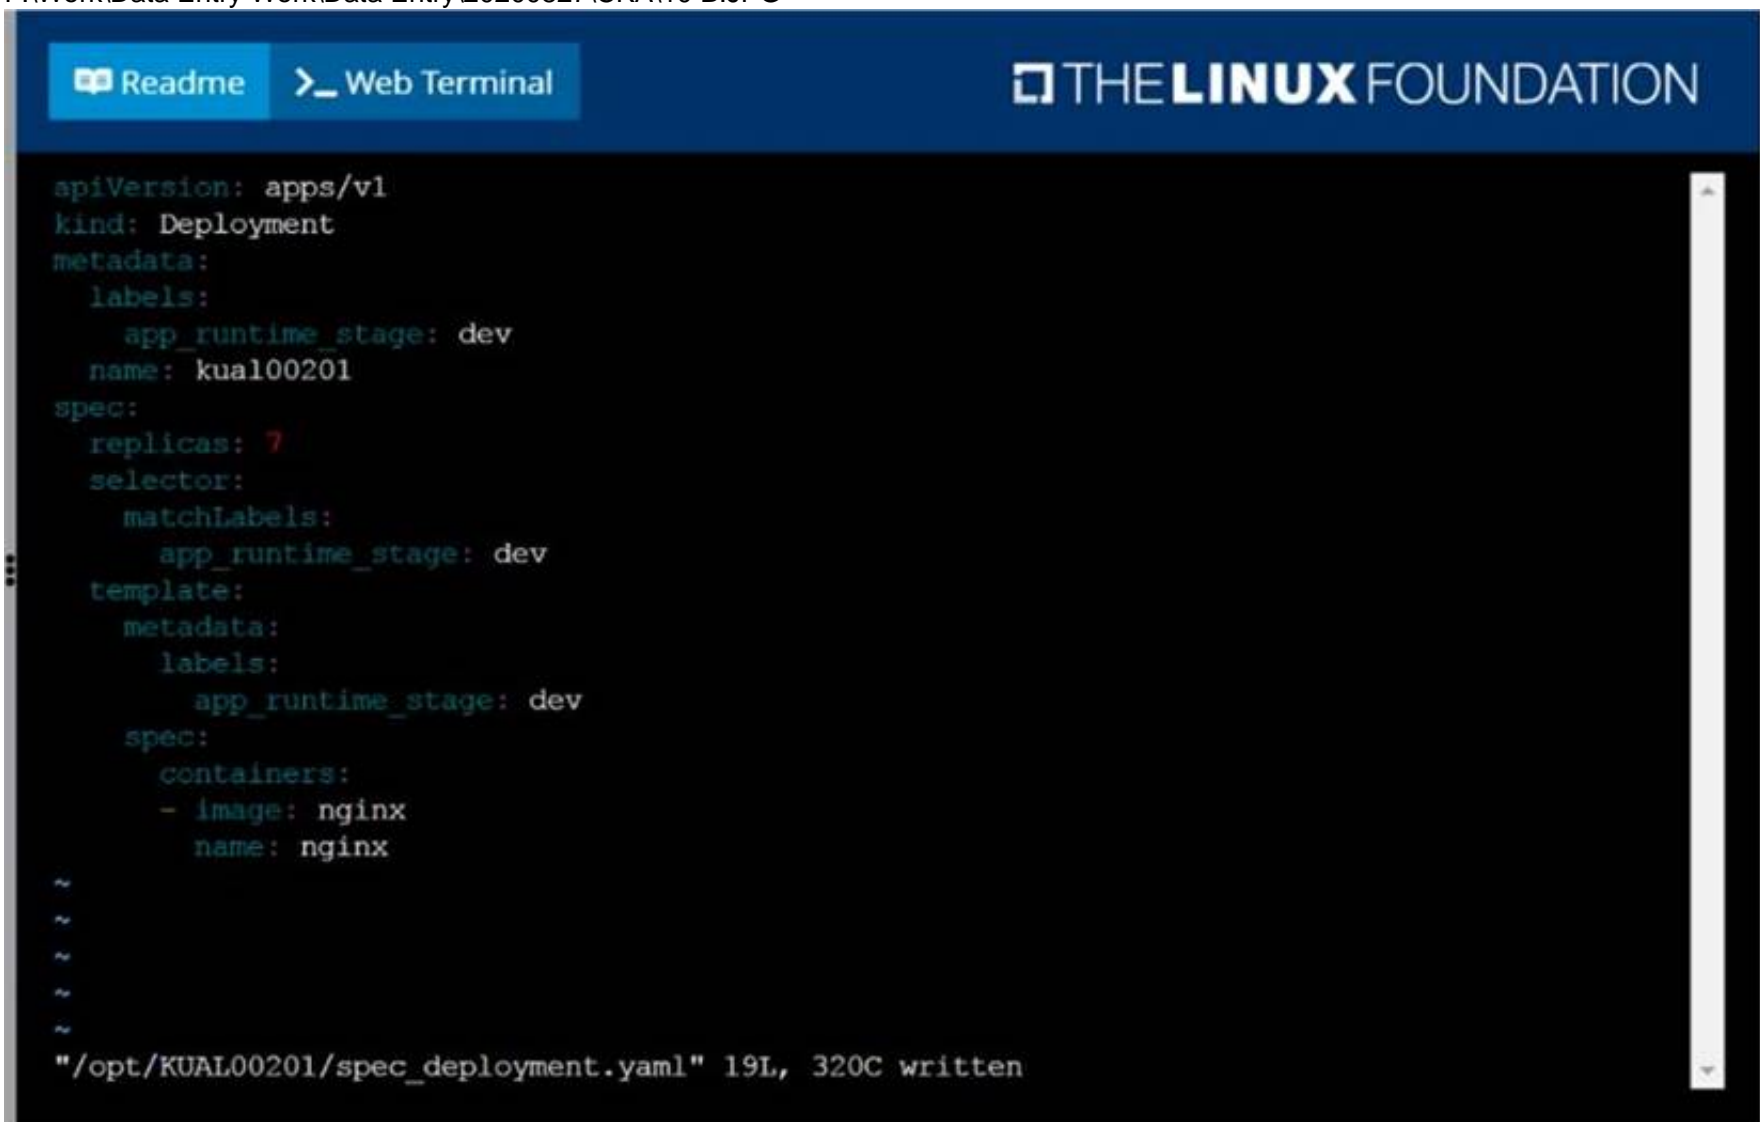 Readme >_ Web Terminal THE LINUX FOUNDATION
apiVersion: apps/v1
kind: Deployment
metadata:
  labels:
    app_runtime_stage: dev
  name: kual00201
spec:
  replicas: 7
  selector:
    matchLabels:
      app_runtime_stage: dev
  template:
    metadata:
      labels:
        app_runtime_stage: dev
    spec:
      containers:
      - image: nginx
        name: nginx
~
~
~
~
~
"/opt/KUAL00201/spec_deployment.yaml" 19L, 320C written